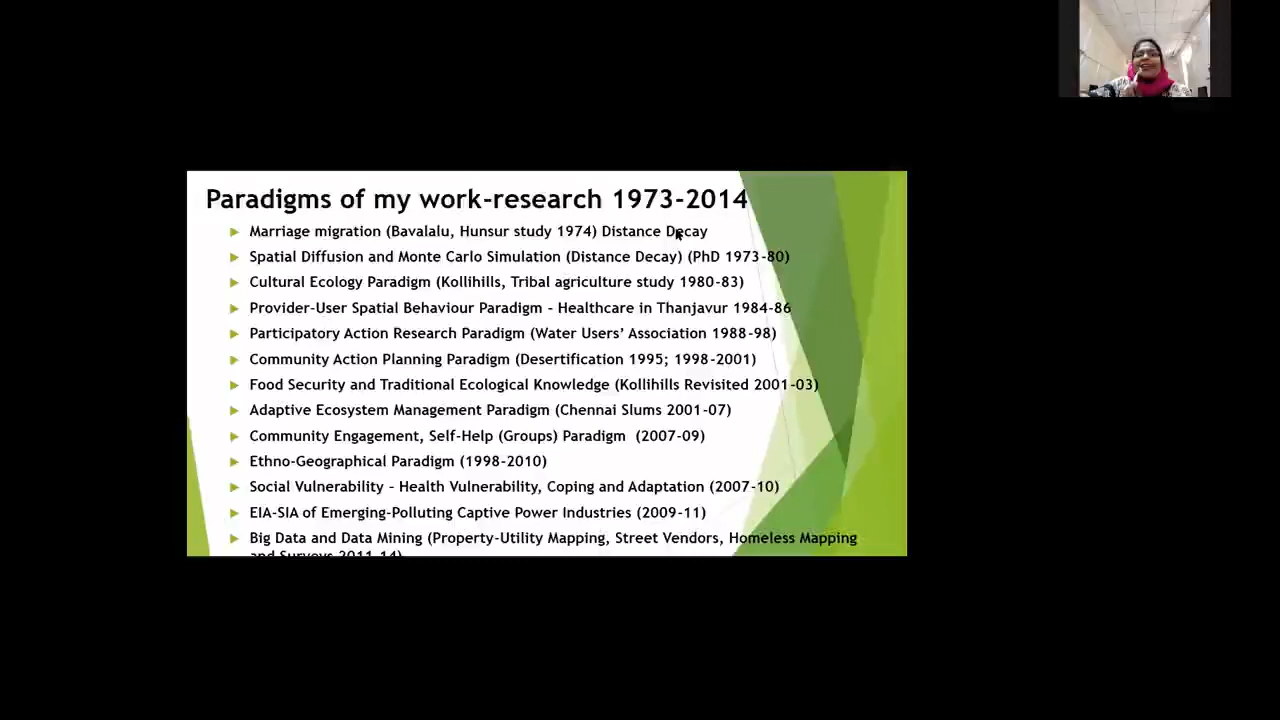 Paradigms of my work-research 1973-2014
Marriage migration (Bavalalu, Hunsur study 1974) Distance Decay
Spatial Diffusion and Monte Carlo Simulation (Distance Decay) (PhD 1973-80)
Cultural Ecology Paradigm (Kollihills, Tribal agriculture study 1980-83)
Provider-User Spatial Behaviour Paradigm - Healthcare in Thanjavur 1984-86
Participatory Action Research Paradigm (Water Users' Association 1988-98)
Community Action Planning Paradigm (Desertification 1995; 1998-2001)
Food Security and Traditional Ecological Knowledge (Kollihills Revisited 2001-03)
Adaptive Ecosystem Management Paradigm (Chennai Slums 2001-07)
Community Engagement, Self-Help (Groups) Paradigm (2007-09)
Ethno-Geographical Paradigm (1998-2010)
Social Vulnerability - Health Vulnerability, Coping and Adaptation (2007-10)
EIA-SIA of Emerging-Polluting Captive Power Industries (2009-11)
Big Data and Data Mining (Property-Utility Mapping, Street Vendors, Homeless Mapping
and Surveys 2011-14)